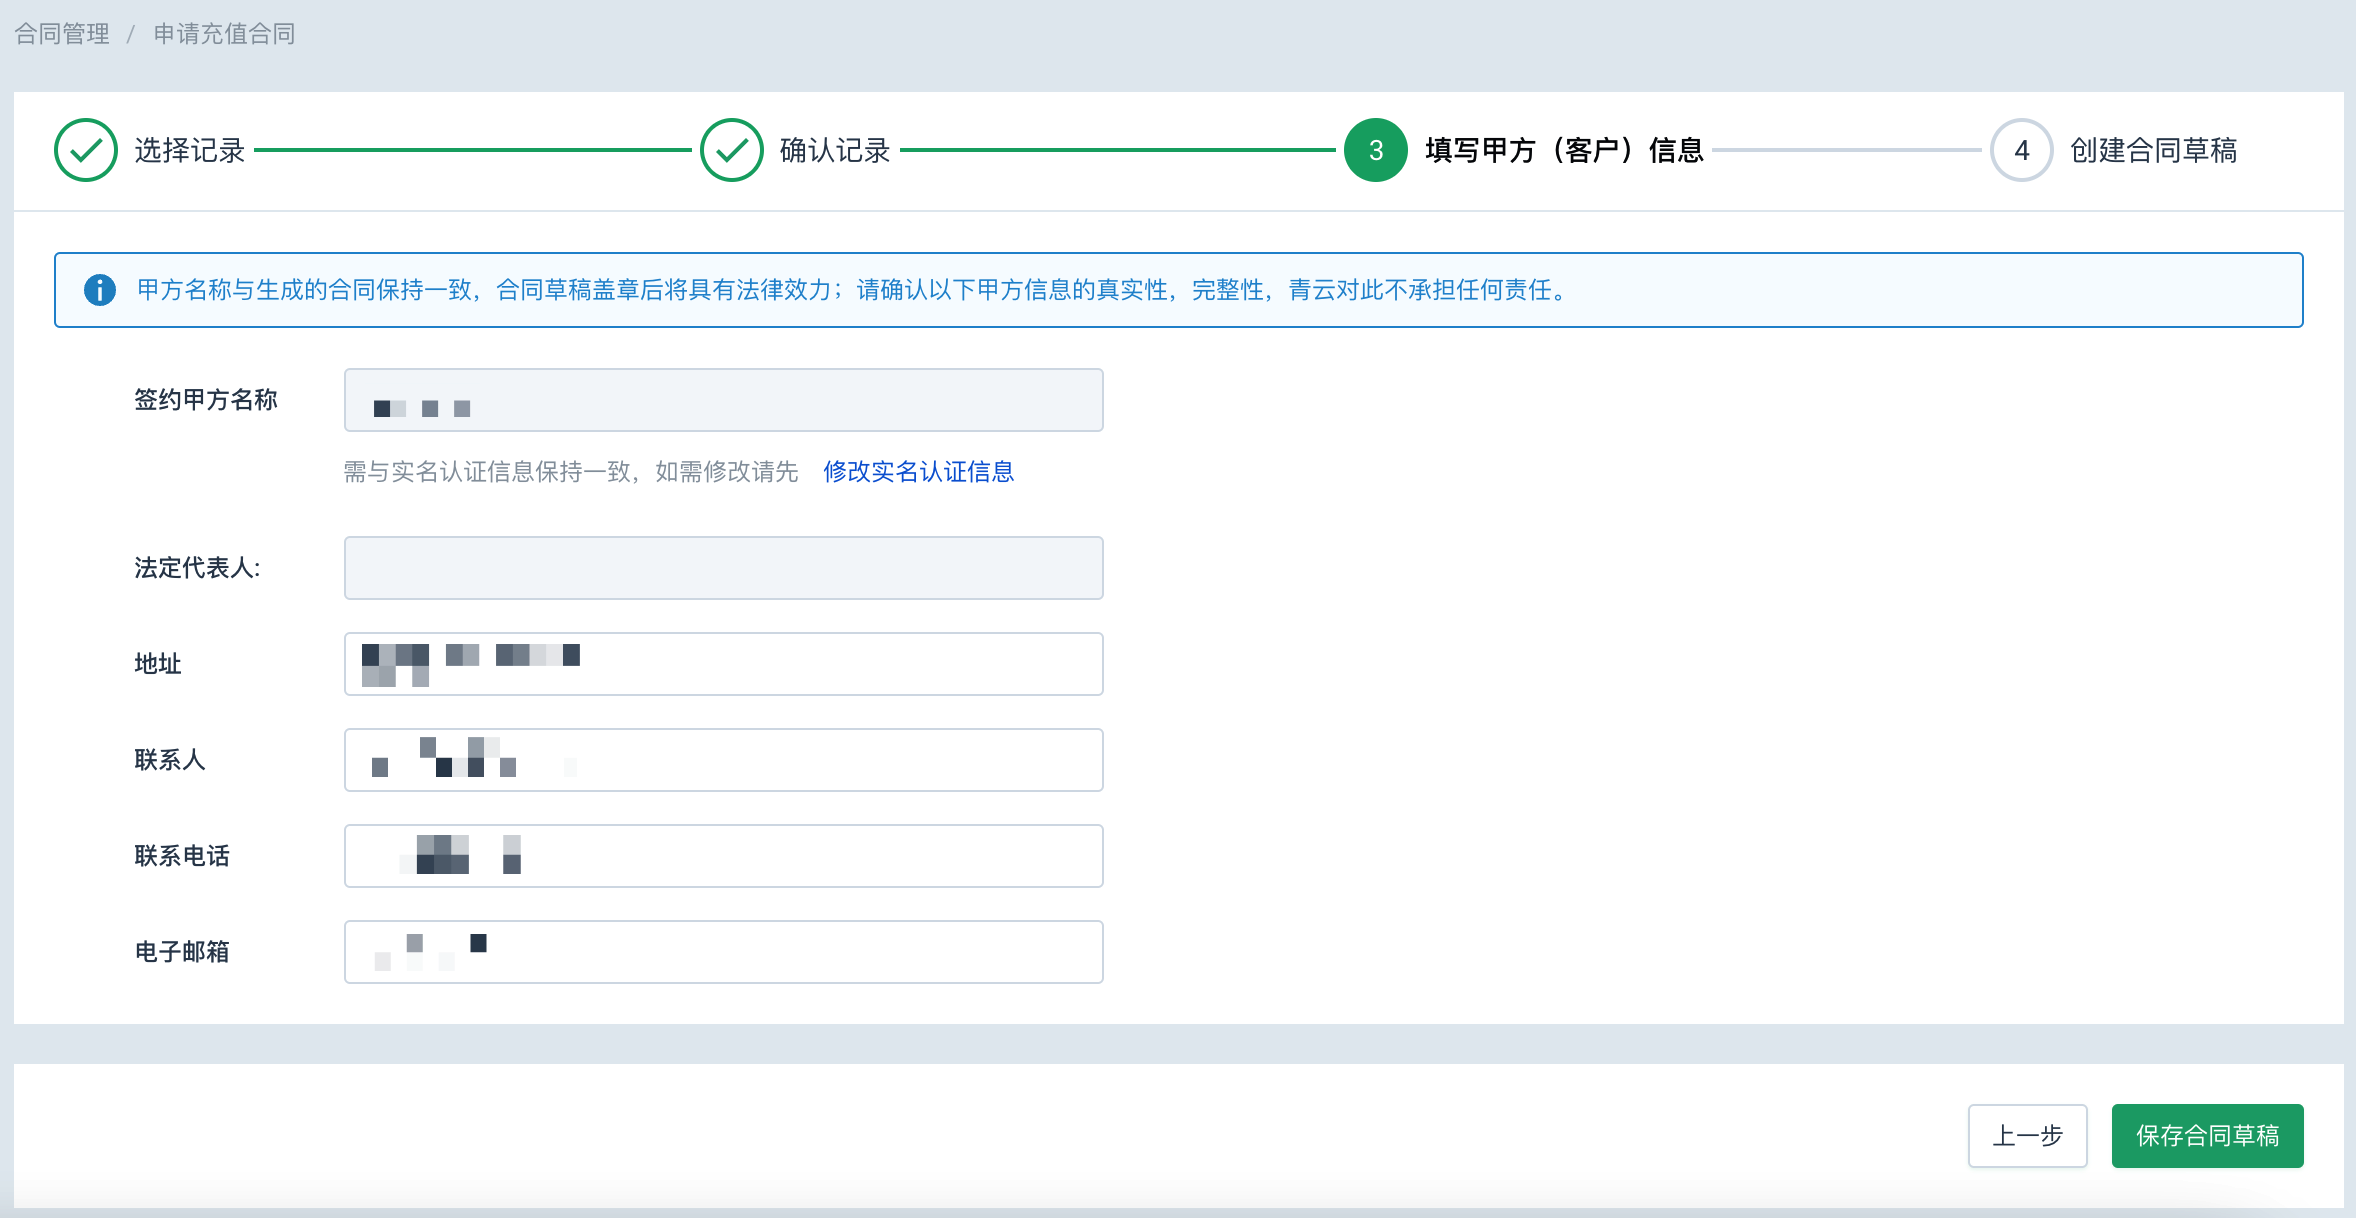 合同管理 / 申请充值合同
选择记录
确认记录
3 填写甲方（客户）信息
4 创建合同草稿
甲方名称与生成的合同保持一致，合同草稿盖章后将具有法律效力；请确认以下甲方信息的真实性，完整性，青云对此不承担任何责任。
签约甲方名称
需与实名认证信息保持一致，如需修改请先 修改实名认证信息
法定代表人:
地址
联系人
联系电话
电子邮箱
上一步 保存合同草稿